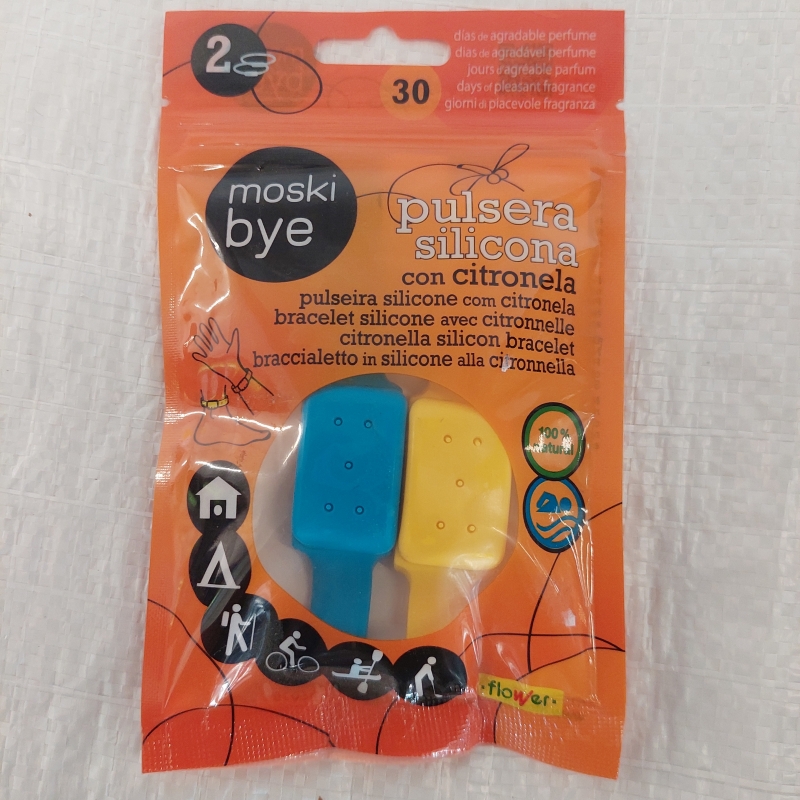 2
30
días de agradable perfume
dias de agradável perfume
jours d'agréable parfum
days of pleasant fragrance
giorni di piacevole fragranza
moski
bye
pulsera
silicona
con citronela
pulseira silicone com citronela
bracelet silicone avec citronnelle
citronella silicon bracelet
braccialetto in silicone alla citronnella
100%
natural
flower